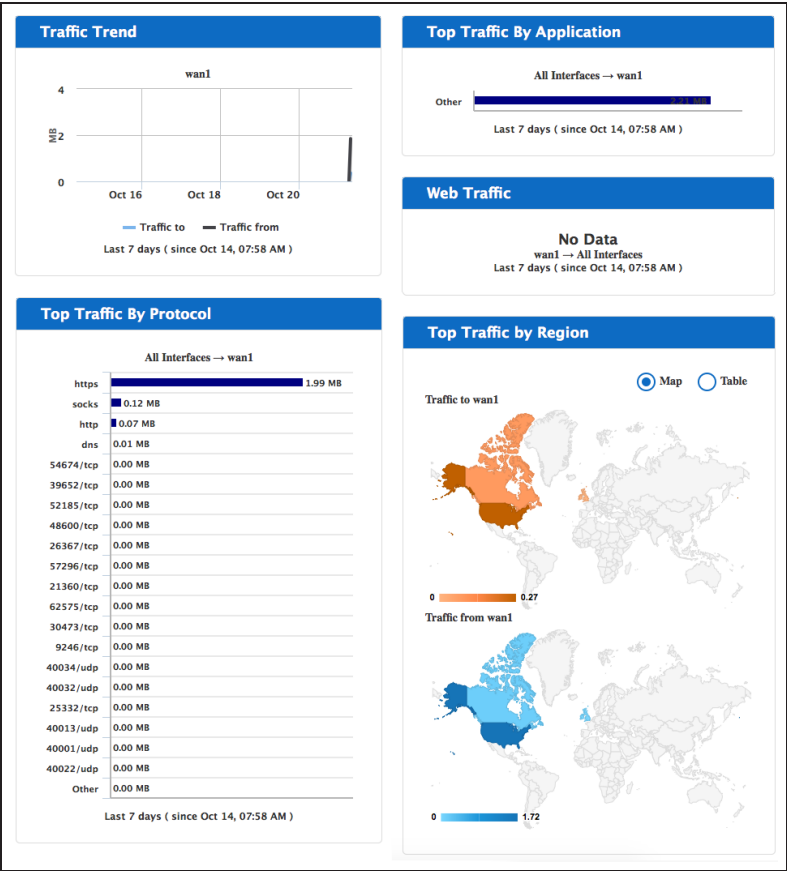 Traffic Trend
wan1
4
2
0
MB
Oct 16
Oct 18
Oct 20
Traffic to
Traffic from
Last 7 days ( since Oct 14, 07:58 AM )
Top Traffic By Protocol
All Interfaces → wan1
https 1.99 MB
socks 0.12 MB
http 0.07 MB
dns 0.01 MB
54674/tcp 0.00 MB
39652/tcp 0.00 MB
52185/tcp 0.00 MB
48600/tcp 0.00 MB
26367/tcp 0.00 MB
57296/tcp 0.00 MB
21360/tcp 0.00 MB
62575/tcp 0.00 MB
30473/tcp 0.00 MB
9246/tcp 0.00 MB
40034/udp 0.00 MB
40032/udp 0.00 MB
25332/tcp 0.00 MB
40013/udp 0.00 MB
40001/udp 0.00 MB
40022/udp 0.00 MB
Other 0.00 MB
Last 7 days ( since Oct 14, 07:58 AM )
Top Traffic By Application
All Interfaces → wan1
Other 2.21 MB
Last 7 days ( since Oct 14, 07:58 AM )
Web Traffic
No Data
wan1 → All Interfaces
Last 7 days ( since Oct 14, 07:58 AM )
Top Traffic by Region
Map
Table
Traffic to wan1
0 0.27
Traffic from wan1
0 1.72